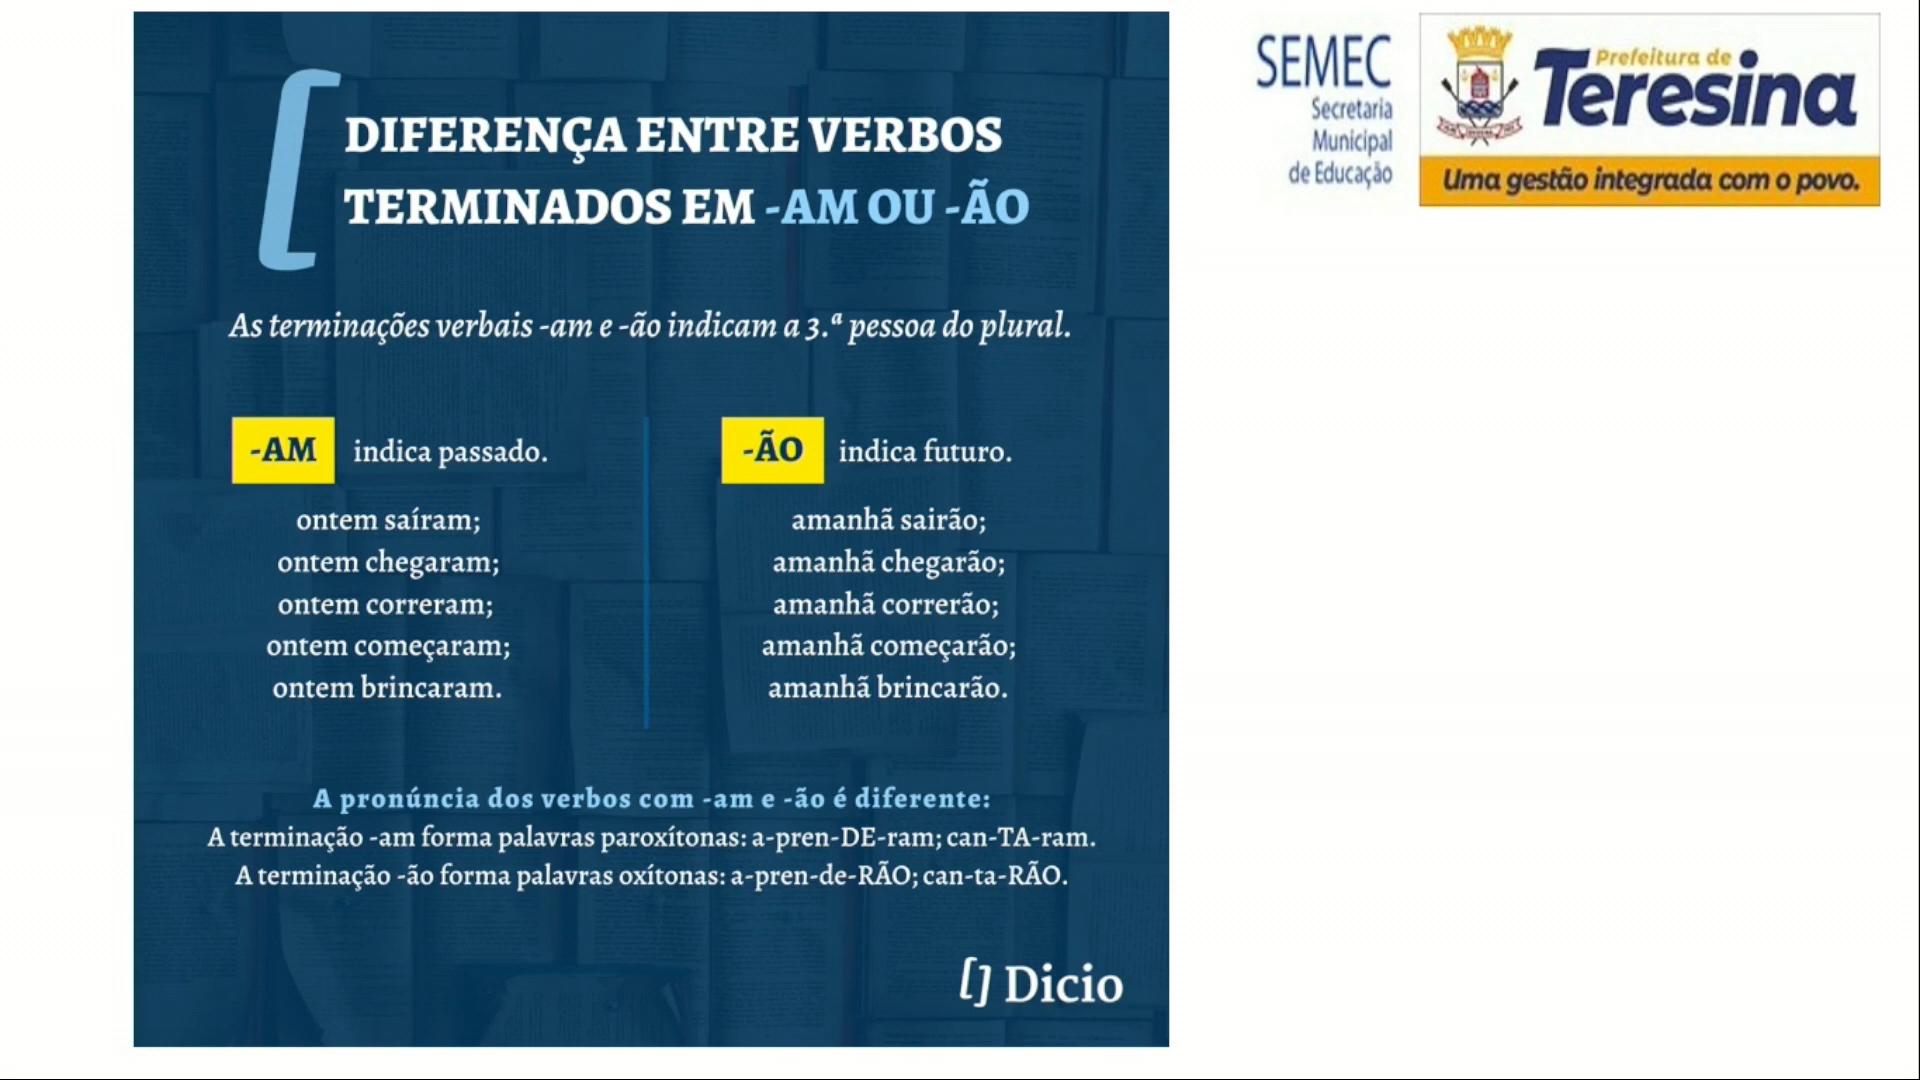 DIFERENÇA ENTRE VERBOS
TERMINADOS EM -AM OU -ÃO
As terminações verbais -am e -ão indicam a 3.ª pessoa do plural.
-AM indica passado.
ontem saíram;
ontem chegaram;
ontem correram;
ontem começaram;
ontem brincaram.
-ÃO indica futuro.
amanhã sairão;
amanhã chegarão;
amanhã correrão;
amanhã começarão;
amanhã brincarão.
A pronúncia dos verbos com -am e -ão é diferente:
A terminação -am forma palavras paroxítonas: a-pren-DE-ram; can-TA-ram.
A terminação -ão forma palavras oxítonas: a-pren-de-RÃO; can-ta-RÃO.
[] Dicio
SEMEC
Secretaria
Municipal
de Educação
Prefeitura de
Teresina
Uma gestão integrada com o povo.